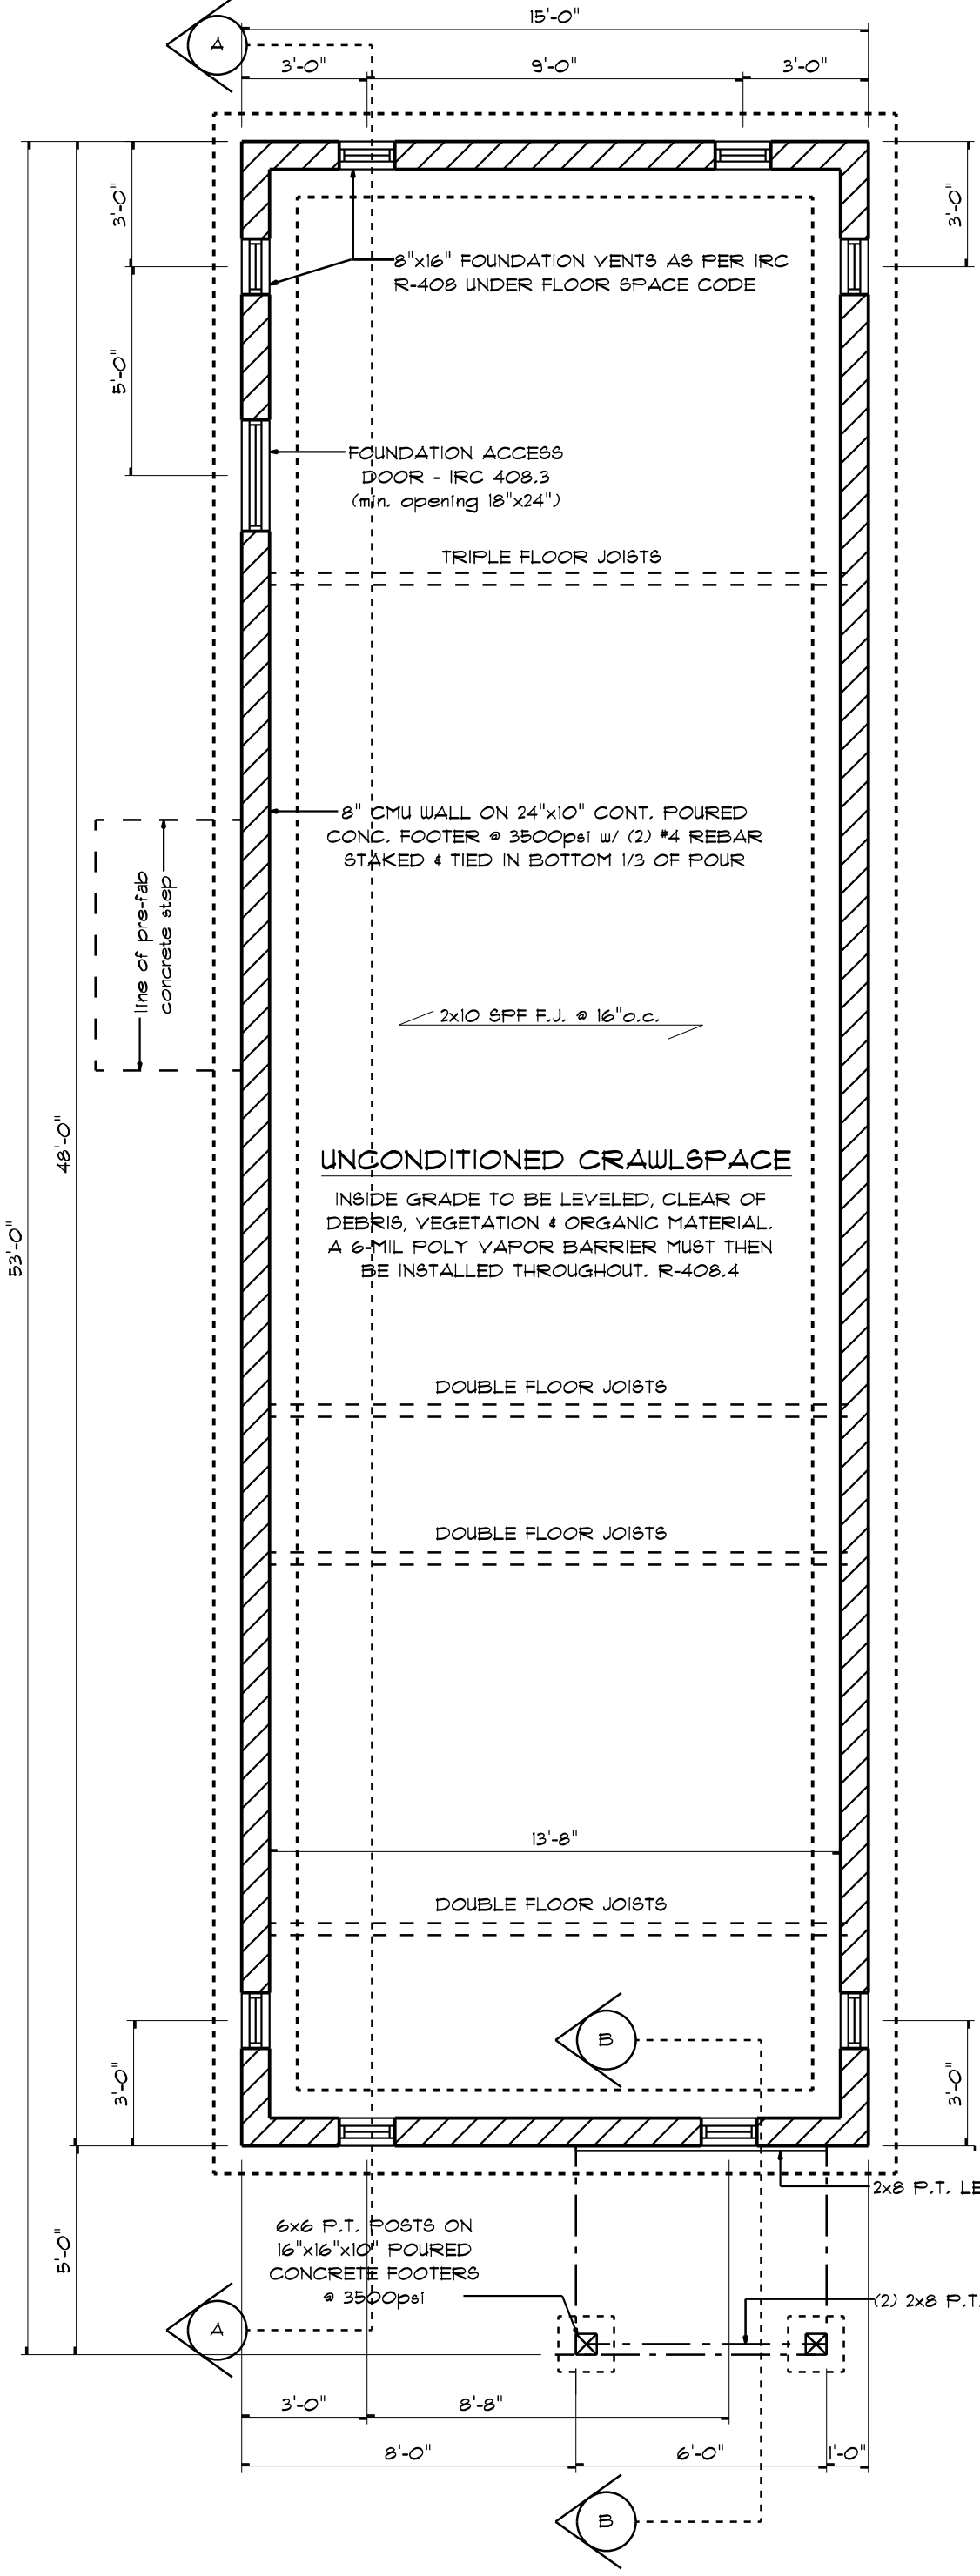 15'-0"
A
3'-0"
9'-0"
3'-0"
3'-0"
3'-0"
8"x16" FOUNDATION VENTS AS PER IRC
R-408 UNDER FLOOR SPACE CODE
5'-0"
FOUNDATION ACCESS
DOOR - IRC 408.3
(min. opening 18"x24")
TRIPLE FLOOR JOISTS
8" CMU WALL ON 24"x10" CONT. POURED
CONC. FOOTER @ 3500psi w/ (2) #4 REBAR
STAKED & TIED IN BOTTOM 1/3 OF POUR
line of pre-fab
concrete step
2x10 SPF F.J. @ 16"o.c.
48'-0"
53'-0"
UNCONDITIONED CRAWLSPACE
INSIDE GRADE TO BE LEVELED, CLEAR OF
DEBRIS, VEGETATION & ORGANIC MATERIAL.
A 6-MIL POLY VAPOR BARRIER MUST THEN
BE INSTALLED THROUGHOUT. R-408.4
DOUBLE FLOOR JOISTS
DOUBLE FLOOR JOISTS
13'-8"
DOUBLE FLOOR JOISTS
B
3'-0"
3'-0"
2x8 P.T. LE
5'-0"
6x6 P.T. POSTS ON
16"x16"x10" POURED
CONCRETE FOOTERS
@ 3500psi
(2) 2x8 P.T.
A
3'-0"
8'-8"
8'-0"
6'-0"
1'-0"
B